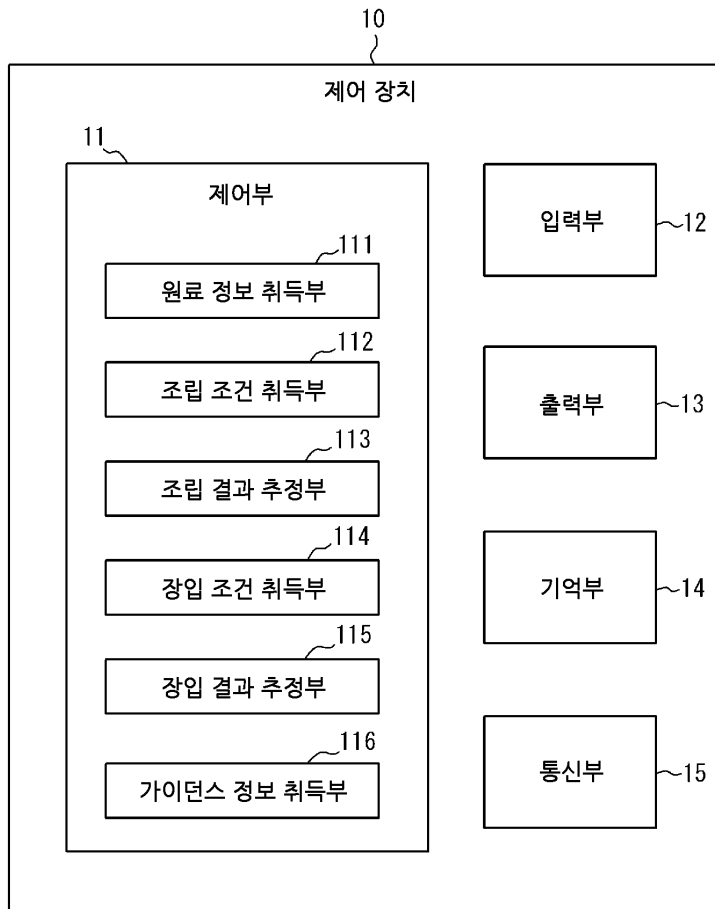 10
제어 장치
11
제어부
111
원료 정보 취득부
112
조립 조건 취득부
113
조립 결과 추정부
114
장입 조건 취득부
115
장입 결과 추정부
116
가이던스 정보 취득부
입력부
12
출력부
13
기억부
14
통신부
15